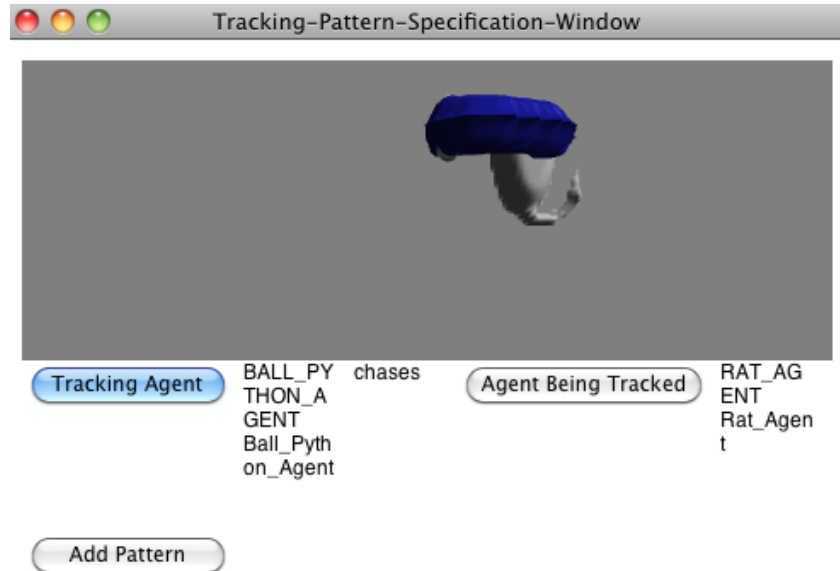 Tracking-Pattern-Specification-Window
Tracking Agent
BALL_PY
THON_A
GENT
Ball_Pyth
on_Agent
chases
Agent Being Tracked
RAT_AG
ENT
Rat_Agen
t
Add Pattern